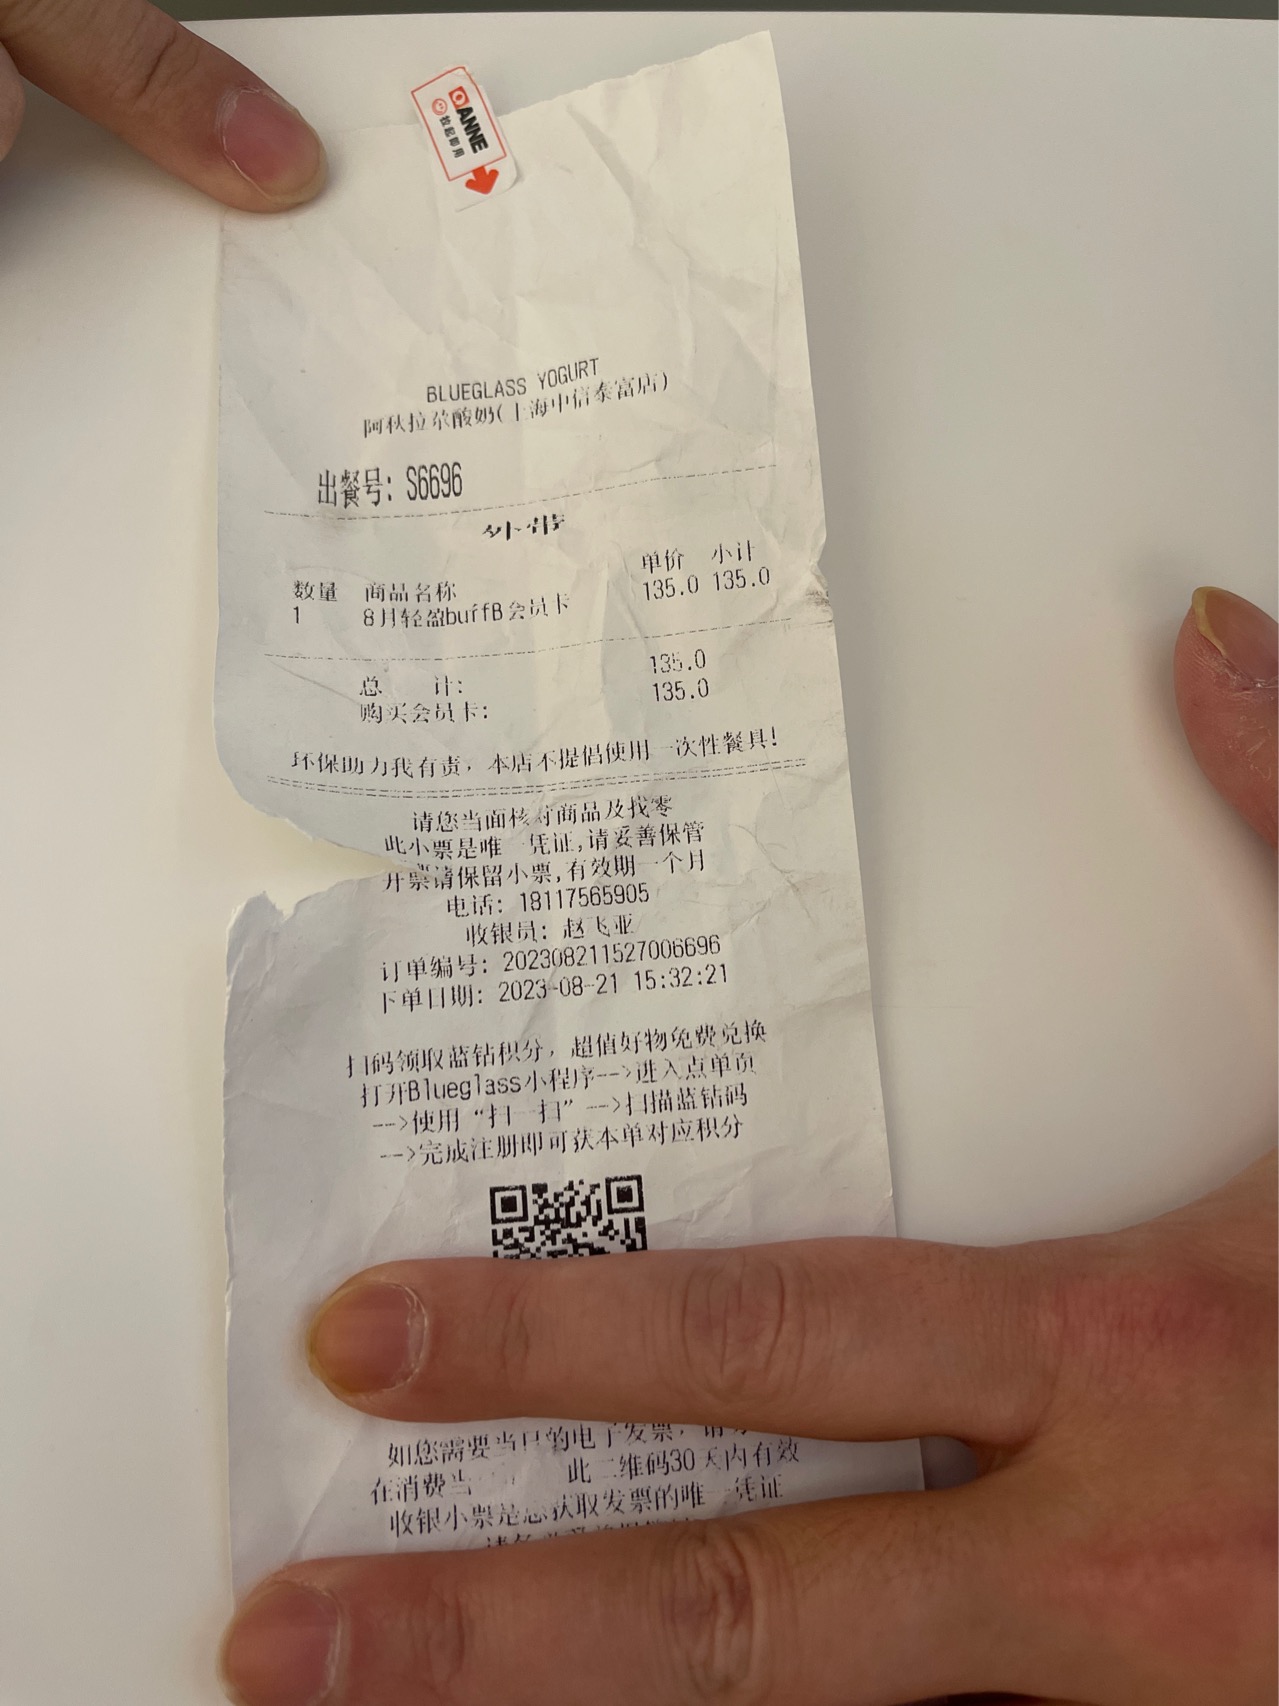 ANNE
拉起即用
BLUEGLASS YOGURT
阿秋拉尕酸奶(上海中信泰富店)
出餐号: S6696
外带
数量 商品名称 单价 小计
1 8月轻盈buffB会员卡 135.0 135.0
总 计: 135.0
购买会员卡: 135.0
环保助力我有责，本店不提倡使用一次性餐具!
请您当面核对商品及找零
此小票是唯一凭证,请妥善保管
开票请保留小票,有效期一个月
电话: 18117565905
收银员: 赵飞亚
订单编号: 202308211527006696
下单日期: 2023-08-21 15:32:21
扫码领取蓝钻积分，超值好物免费兑换
打开Blueglass小程序-->进入点单页
-->使用“扫一扫”-->扫描蓝钻码
-->完成注册即可获本单对应积分
如您需要当日的电子发票，请
在消费当 此二维码30天内有效
收银小票是您获取发票的唯一凭证